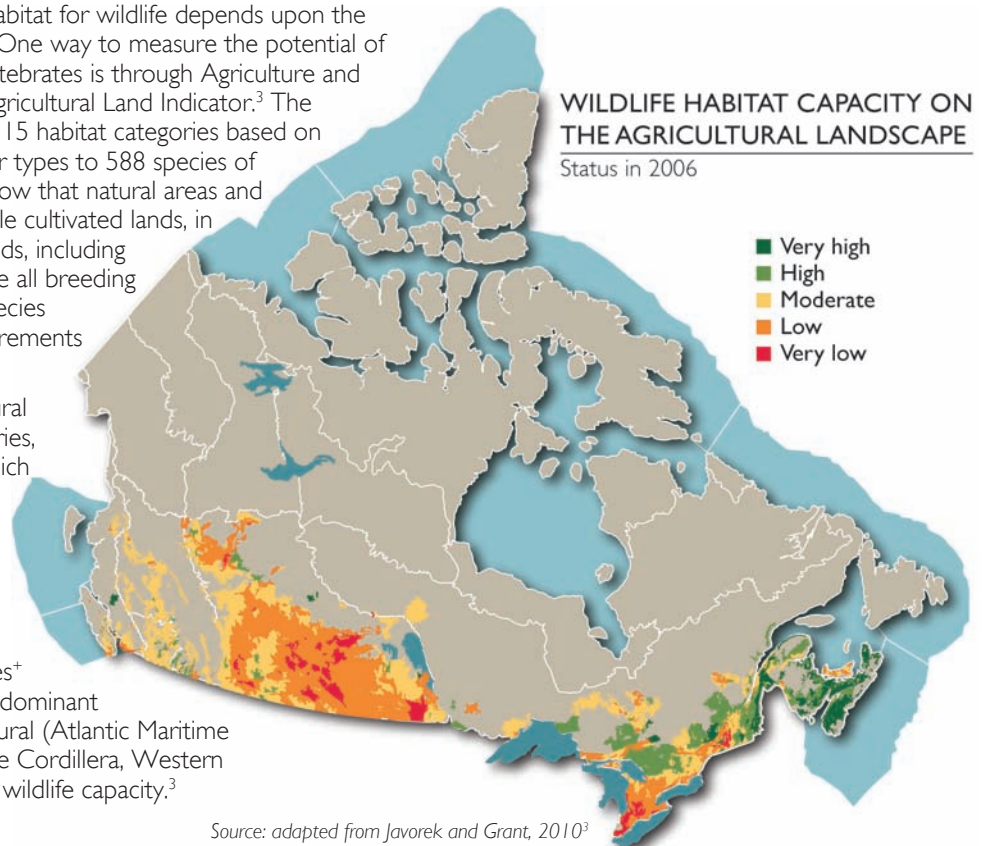 abitat for wildlife depends upon the
One way to measure the potential of
tebrates is through Agriculture and
gricultural Land Indicator.³ The
15 habitat categories based on
r types to 588 species of
ow that natural areas and
le cultivated lands, in
ds, including
e all breeding
ecies
rements
ural
ries,
ich
es⁺
dominant
ural (Atlantic Maritime
e Cordillera, Western
wildlife capacity.³
WILDLIFE HABITAT CAPACITY ON
THE AGRICULTURAL LANDSCAPE
Status in 2006
Very high
High
Moderate
Low
Very low
Source: adapted from Javorek and Grant, 2010³